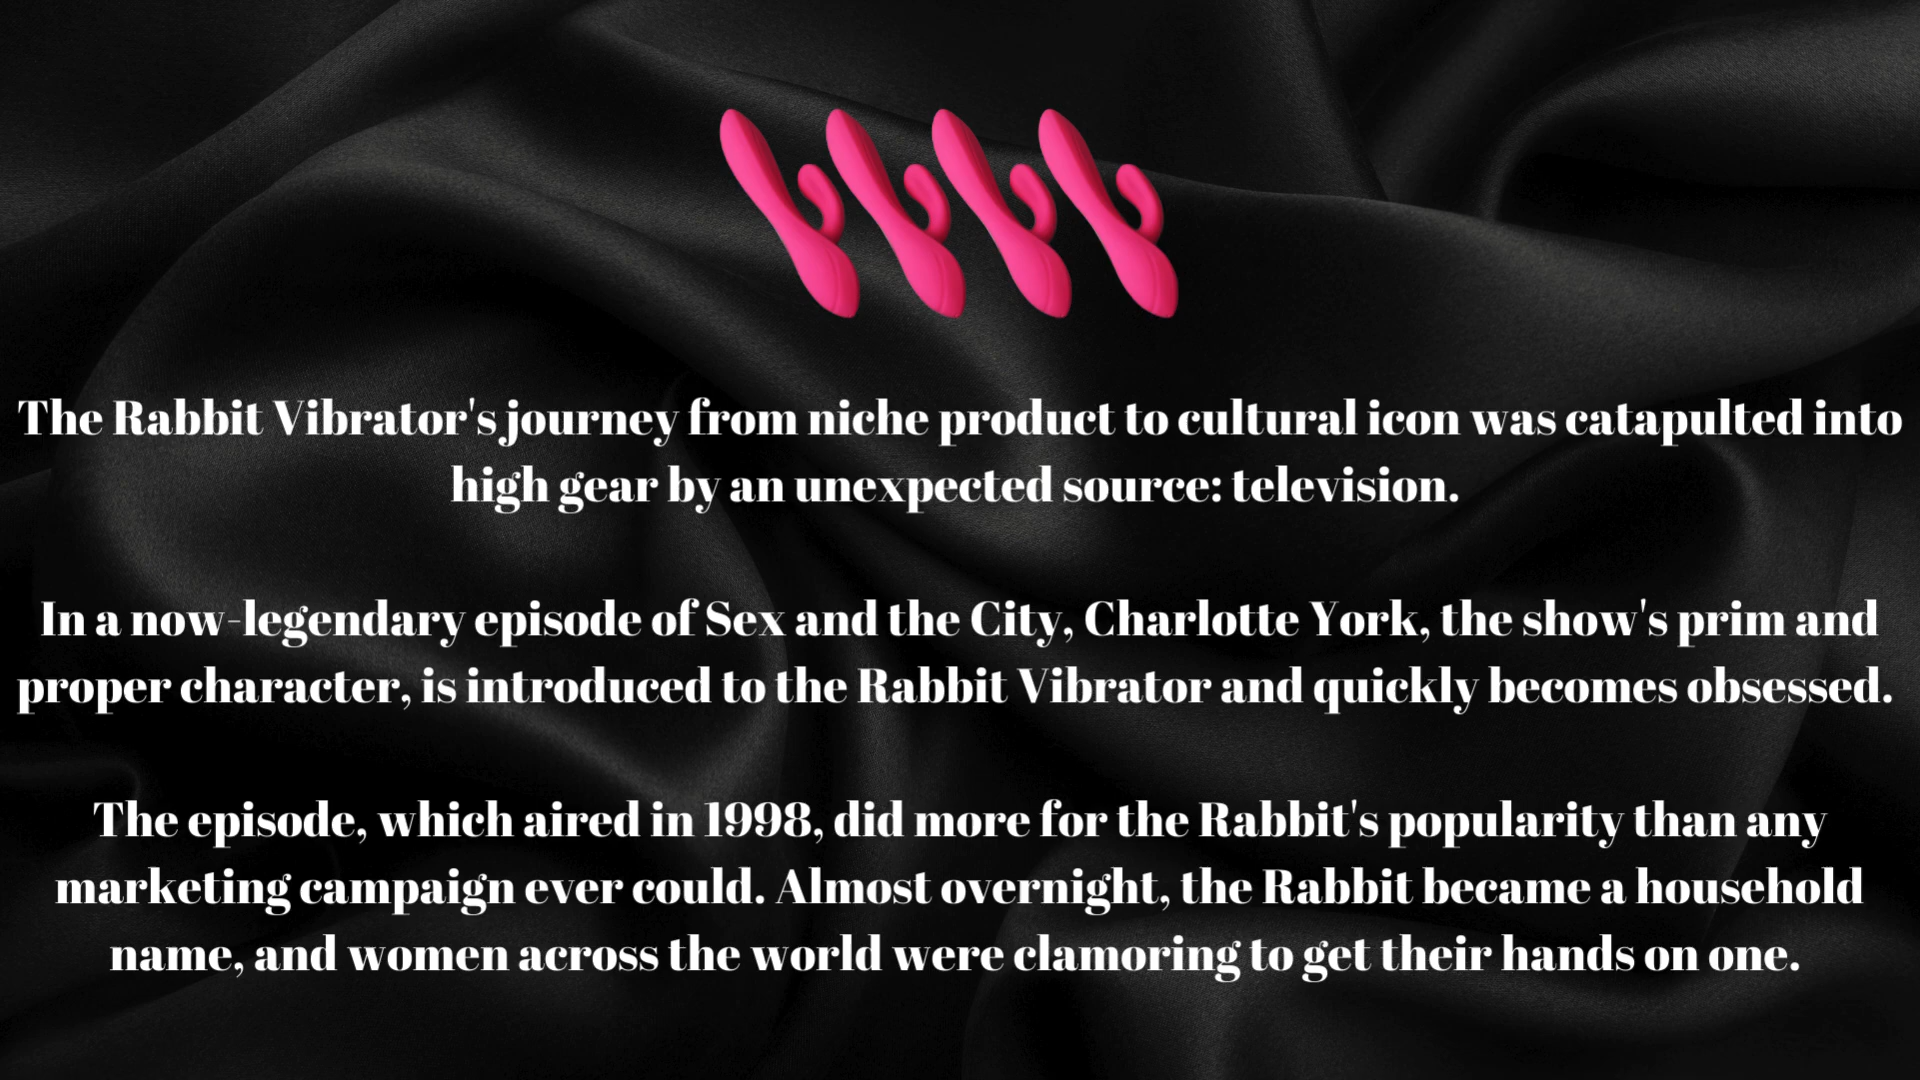 The Rabbit Vibrator's journey from niche product to cultural icon was catapulted into
high gear by an unexpected source: television.
In a now-legendary episode of Sex and the City, Charlotte York, the show's prim and
proper character, is introduced to the Rabbit Vibrator and quickly becomes obsessed.
The episode, which aired in 1998, did more for the Rabbit's popularity than any
marketing campaign ever could. Almost overnight, the Rabbit became a household
name, and women across the world were clamoring to get their hands on one.